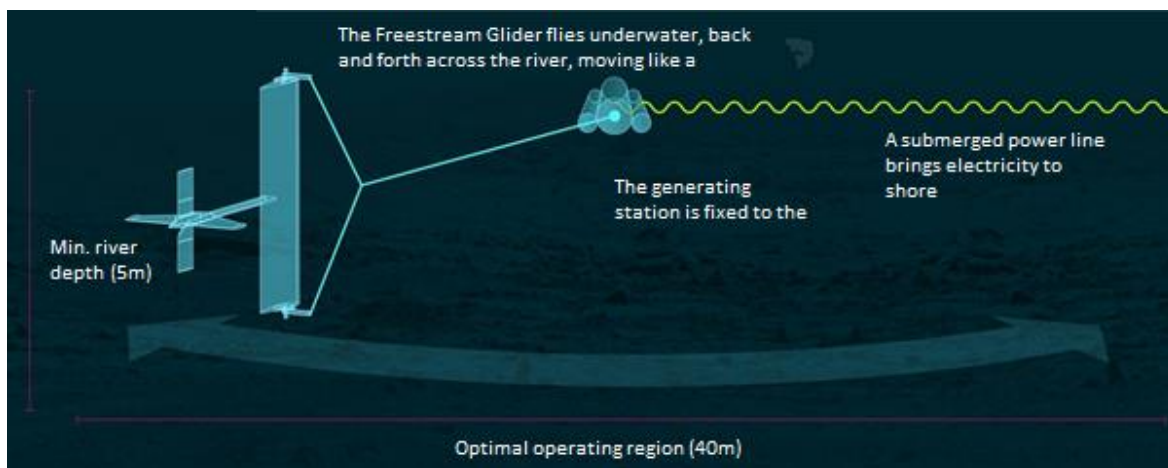 The Freestream Glider flies underwater, back
and forth across the river, moving like a
A submerged power line
brings electricity to
shore
The generating
station is fixed to the
Min. river
depth (5m)
Optimal operating region (40m)